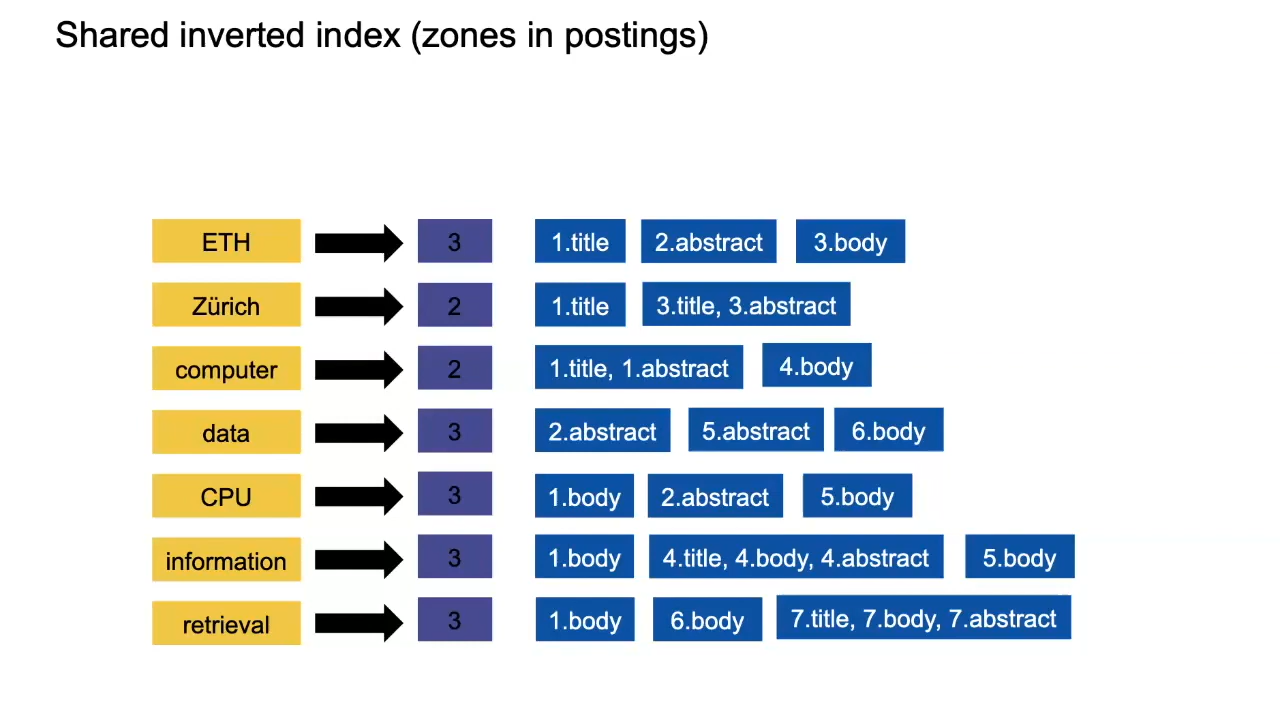 Shared inverted index (zones in postings)
ETH 3 1.title 2.abstract 3.body
Zürich 2 1.title 3.title, 3.abstract
computer 2 1.title, 1.abstract 4.body
data 3 2.abstract 5.abstract 6.body
CPU 3 1.body 2.abstract 5.body
information 3 1.body 4.title, 4.body, 4.abstract 5.body
retrieval 3 1.body 6.body 7.title, 7.body, 7.abstract